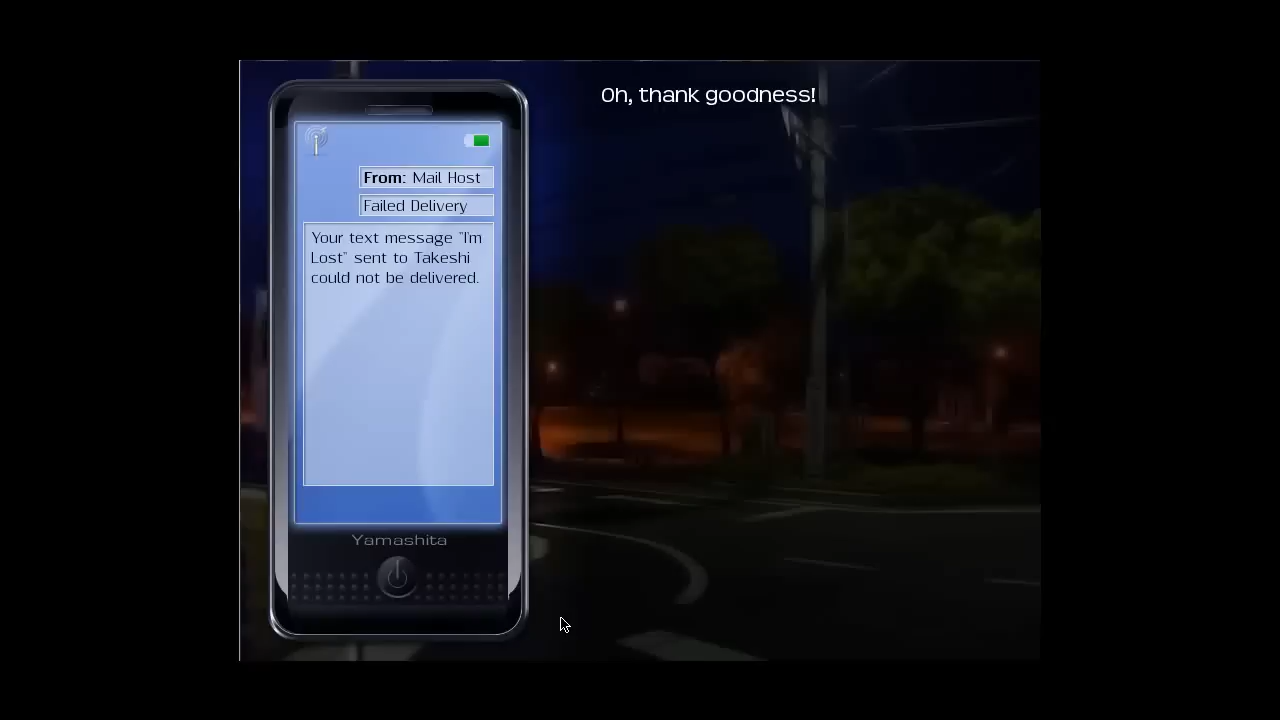 Oh, thank goodness!
From: Mail Host
Failed Delivery
Your text message "I'm
Lost" sent to Takeshi
could not be delivered.
Yamashita